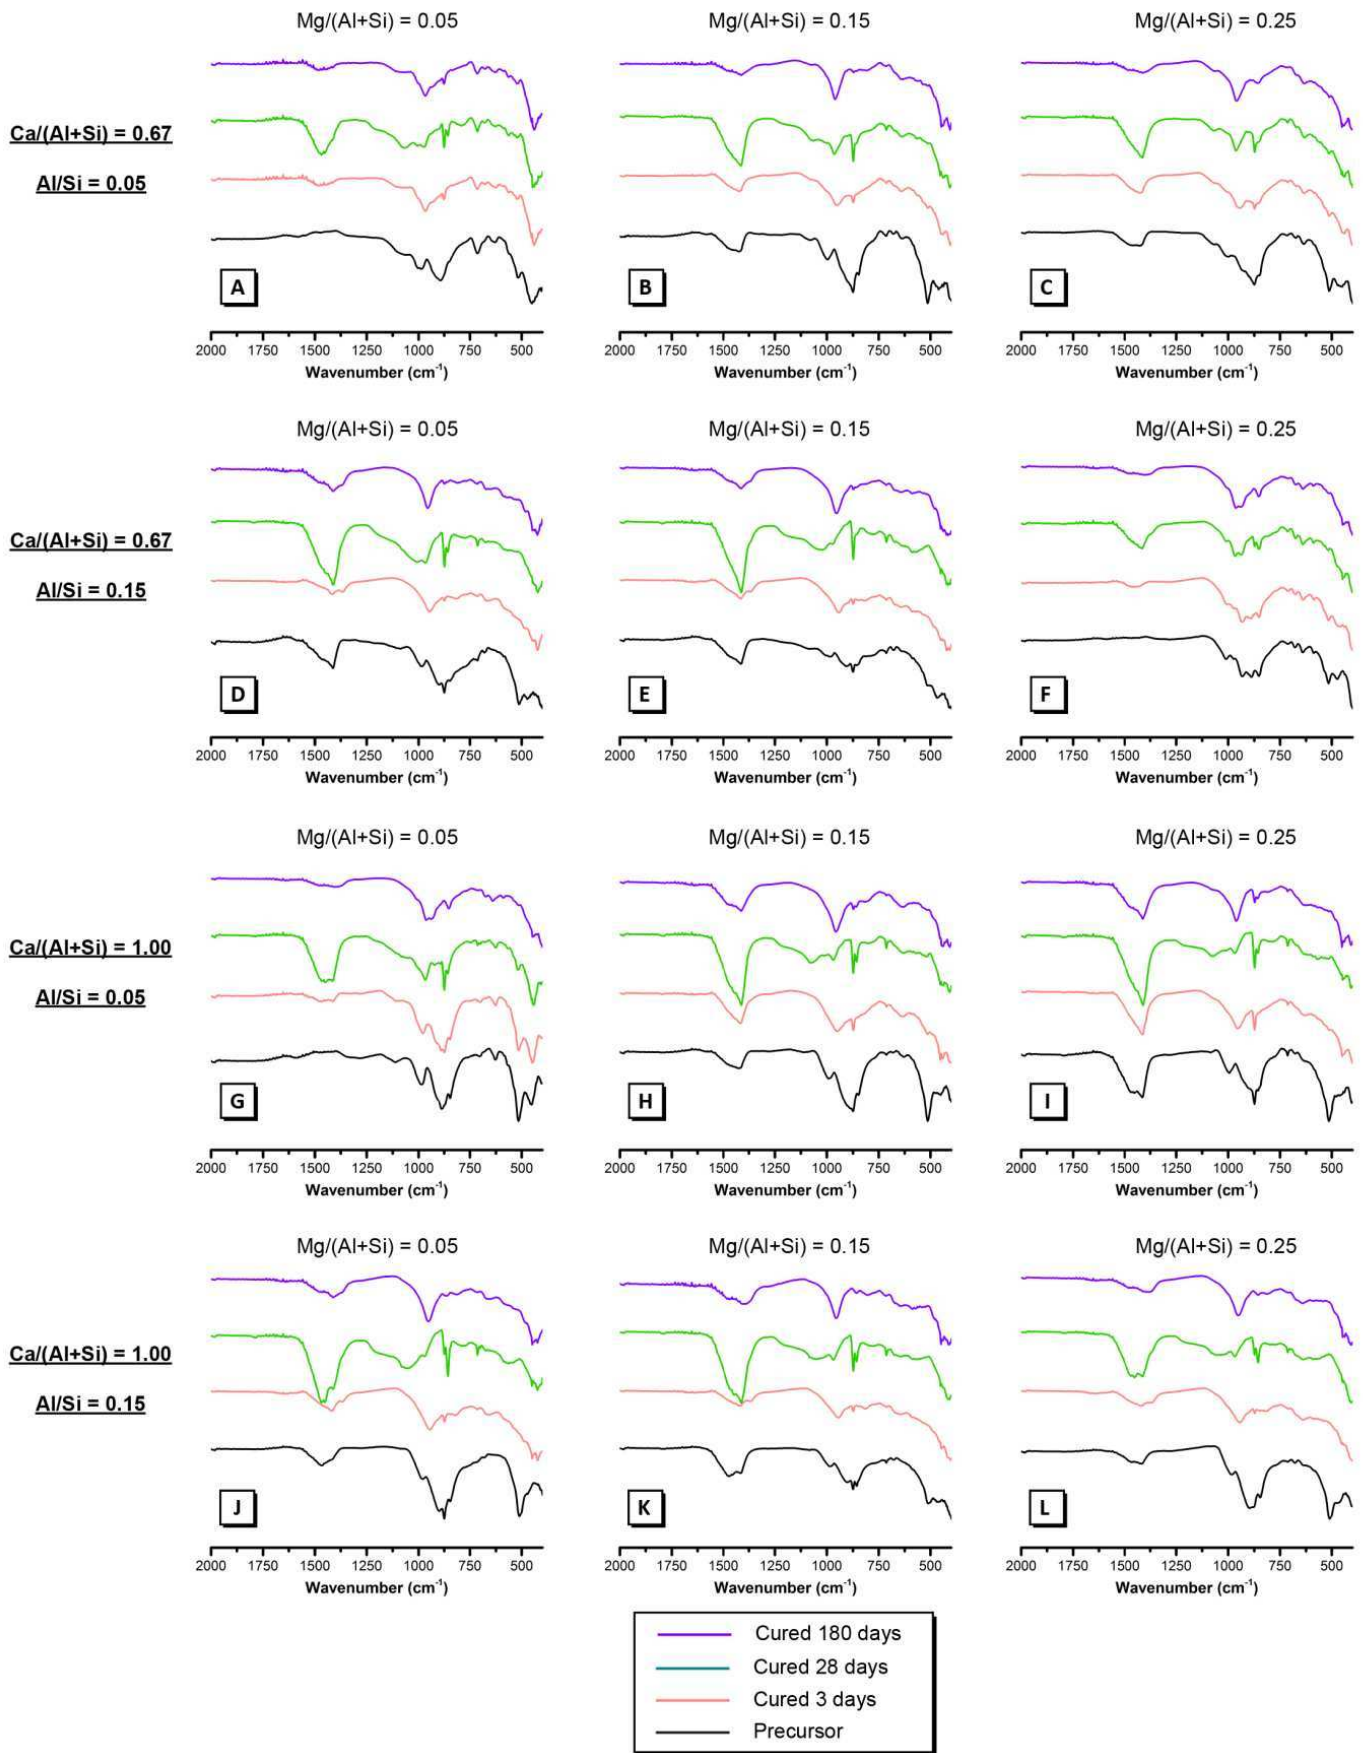 Mg/(Al+Si) = 0.05 Mg/(Al+Si) = 0.15 Mg/(Al+Si) = 0.25
Ca/(Al+Si) = 0.67
Al/Si = 0.05
A B C
2000 1750 1500 1250 1000 750 500 2000 1750 1500 1250 1000 750 500 2000 1750 1500 1250 1000 750 500
Wavenumber (cm⁻¹) Wavenumber (cm⁻¹) Wavenumber (cm⁻¹)
Mg/(Al+Si) = 0.05 Mg/(Al+Si) = 0.15 Mg/(Al+Si) = 0.25
Ca/(Al+Si) = 0.67
Al/Si = 0.15
D E F
2000 1750 1500 1250 1000 750 500 2000 1750 1500 1250 1000 750 500 2000 1750 1500 1250 1000 750 500
Wavenumber (cm⁻¹) Wavenumber (cm⁻¹) Wavenumber (cm⁻¹)
Mg/(Al+Si) = 0.05 Mg/(Al+Si) = 0.15 Mg/(Al+Si) = 0.25
Ca/(Al+Si) = 1.00
Al/Si = 0.05
G H I
2000 1750 1500 1250 1000 750 500 2000 1750 1500 1250 1000 750 500 2000 1750 1500 1250 1000 750 500
Wavenumber (cm⁻¹) Wavenumber (cm⁻¹) Wavenumber (cm⁻¹)
Mg/(Al+Si) = 0.05 Mg/(Al+Si) = 0.15 Mg/(Al+Si) = 0.25
Ca/(Al+Si) = 1.00
Al/Si = 0.15
J K L
2000 1750 1500 1250 1000 750 500 2000 1750 1500 1250 1000 750 500 2000 1750 1500 1250 1000 750 500
Wavenumber (cm⁻¹) Wavenumber (cm⁻¹) Wavenumber (cm⁻¹)
Cured 180 days
Cured 28 days
Cured 3 days
Precursor